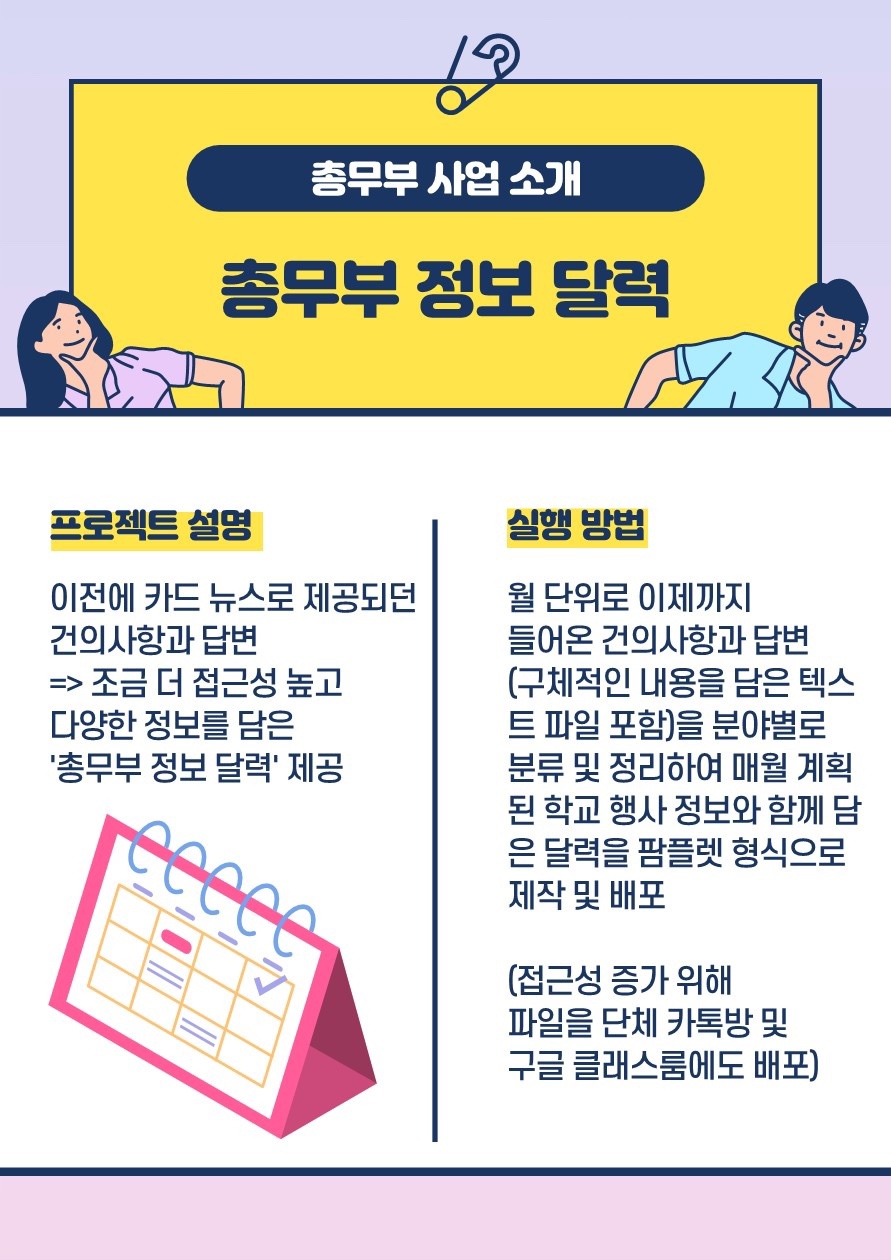 총무부 사업 소개
총무부 정보 달력
프로젝트 설명
이전에 카드 뉴스로 제공되던
건의사항과 답변
=> 조금 더 접근성 높고
다양한 정보를 담은
'총무부 정보 달력' 제공
실행 방법
월 단위로 이제까지
들어온 건의사항과 답변
(구체적인 내용을 담은 텍스
트 파일 포함)을 분야별로
분류 및 정리하여 매월 계획
된 학교 행사 정보와 함께 담
은 달력을 팜플렛 형식으로
제작 및 배포
(접근성 증가 위해
파일을 단체 카톡방 및
구글 클래스룸에도 배포)